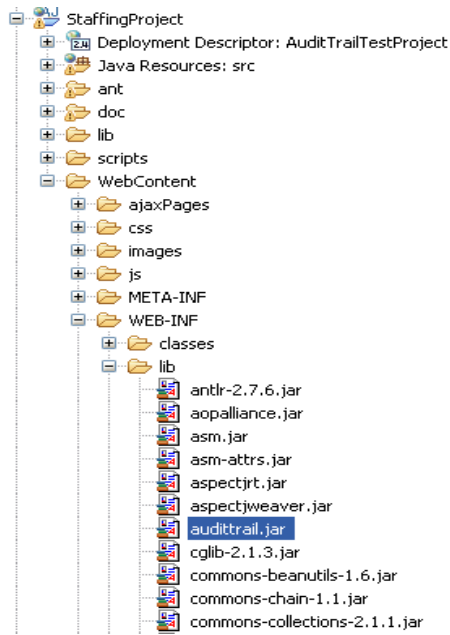 StaffingProject
2.4 Deployment Descriptor: AuditTrailTestProject
Java Resources: src
ant
doc
lib
scripts
WebContent
ajaxPages
css
images
js
META-INF
WEB-INF
classes
lib
antlr-2.7.6.jar
aopalliance.jar
asm.jar
asm-attrs.jar
aspectjrt.jar
aspectjweaver.jar
audittrail.jar
cglib-2.1.3.jar
commons-beanutils-1.6.jar
commons-chain-1.1.jar
commons-collections-2.1.1.jar